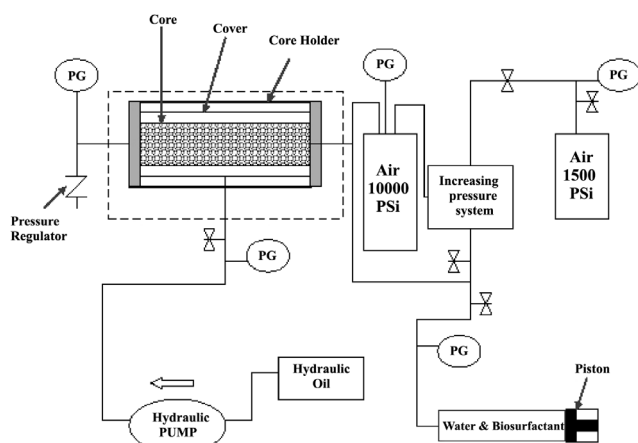 Core
Cover
Core Holder
PG
PG
PG
Air
10000
PSi
Increasing
pressure
system
Air
1500
PSi
Pressure
Regulator
PG
PG
Hydraulic
Oil
Hydraulic
PUMP
Piston
Water & Biosurfactant